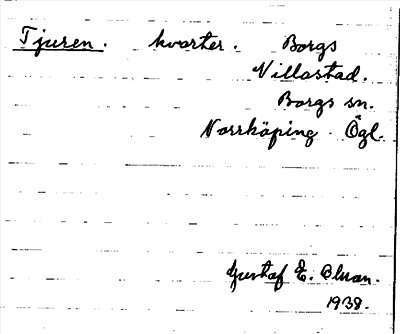 Tjuren. kvarter. Borgs
Villastad.
Borgs sn.
Norrköping. Ögl.
Gustaf E. Bluan.
1938.